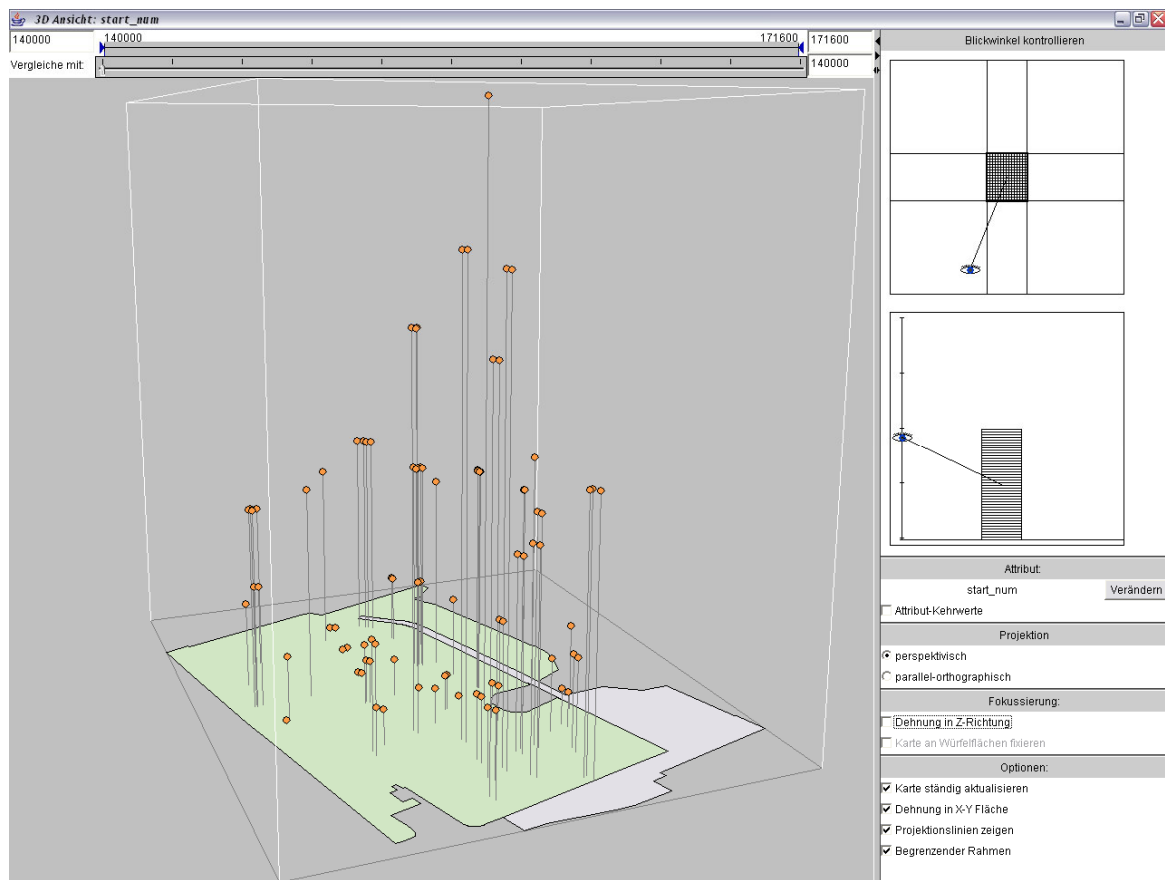 3D Ansicht: start_num
140000 140000 171600 171600
Vergleiche mit: 140000
Blickwinkel kontrollieren
Attribut:
start_num Verändern
Attribut-Kehrwerte
Projektion
perspektivisch
parallel-orthographisch
Fokussierung:
Dehnung in Z-Richtung
Karte an Würfelflächen fixieren
Optionen:
Karte ständig aktualisieren
Dehnung in X-Y Fläche
Projektionslinien zeigen
Begrenzender Rahmen